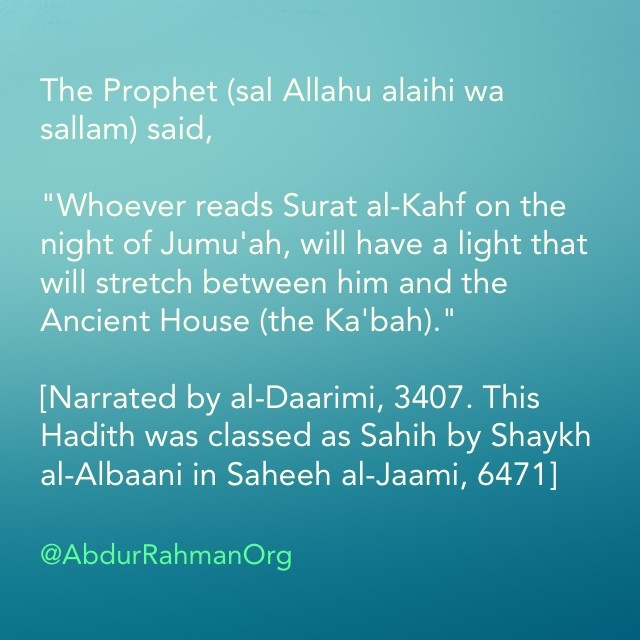 The Prophet (sal Allahu alaihi wa
sallam) said,
"Whoever reads Surat al-Kahf on the
night of Jumu'ah, will have a light that
will stretch between him and the
Ancient House (the Ka'bah)."
[Narrated by al-Daarimi, 3407. This
Hadith was classed as Sahih by Shaykh
al-Albaani in Saheeh al-Jaami, 6471]
@AbdurRahmanOrg